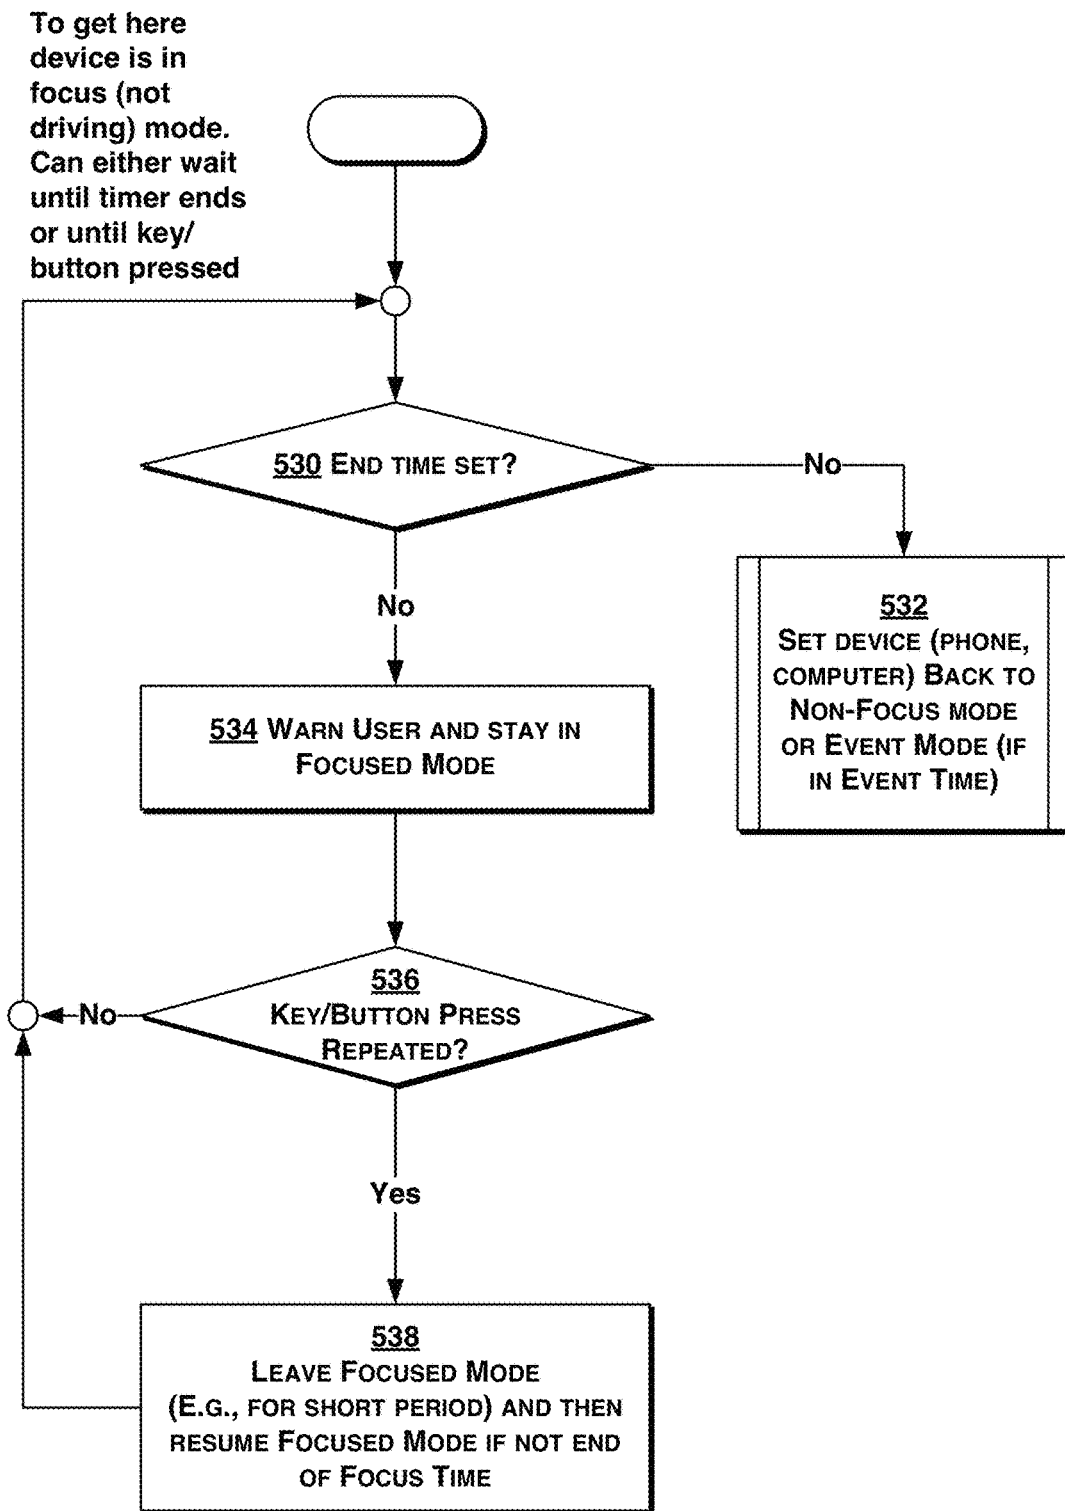 To get here
device is in
focus (not
driving) mode.
Can either wait
until timer ends
or until key/
button pressed
530 END TIME SET?
No
No
532
SET DEVICE (PHONE,
COMPUTER) BACK TO
NON-FOCUS MODE
OR EVENT MODE (IF
IN EVENT TIME)
534 WARN USER AND STAY IN
FOCUSED MODE
536
KEY/BUTTON PRESS
REPEATED?
No
Yes
538
LEAVE FOCUSED MODE
(E.G., FOR SHORT PERIOD) AND THEN
RESUME FOCUSED MODE IF NOT END
OF FOCUS TIME